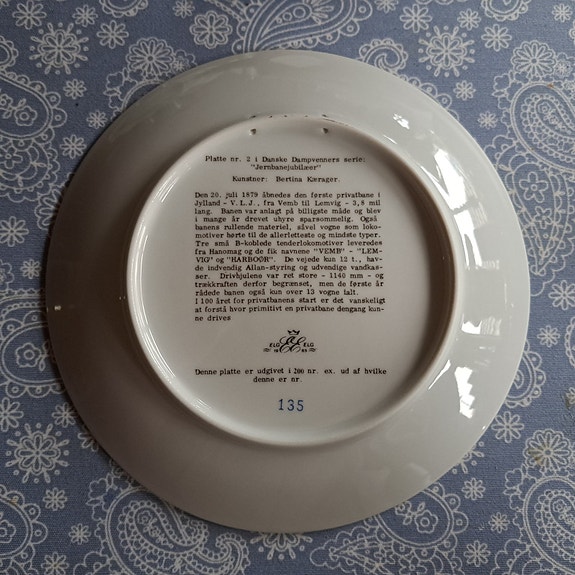 Platte nr. 2 i Danske Dampvenners serie:
"Jernbanejubilæer"
Kunstner: Bertina Kærager.
Den 20. juli 1879 åbnedes den første privatbane i
Jylland - V.L.J., fra Vemb til Lemvig - 3,8 mil
lang. Banen var anlagt på billigste måde og blev
i mange år drevet uhyre sparsommelig. Også
banens rullende materiel, såvel vogne som loko-
motiver hørte til de allerletteste og mindste typer.
Tre små B-koblede tenderlokomotiver leveredes
fra Hanomag og de fik navnene "VEMB" - "LEM-
VIG" og "HARBOØR". De vejede kun 12 t., hav-
de indvendig Allan-styring og udvendige vandkas-
ser. Drivhjulene var ret store - 1140 mm - og
trækkraften derfor begrænset, men de første år
rådede banen også kun over 13 vogne ialt.
I 100 året for privatbanens start er det vanskeligt
at forstå hvor primitivt en privatbane dengang kun-
ne drives
ELG ELG
19 65
Denne platte er udgivet i 200 nr. ex. ud af hvilke
denne er nr.
135